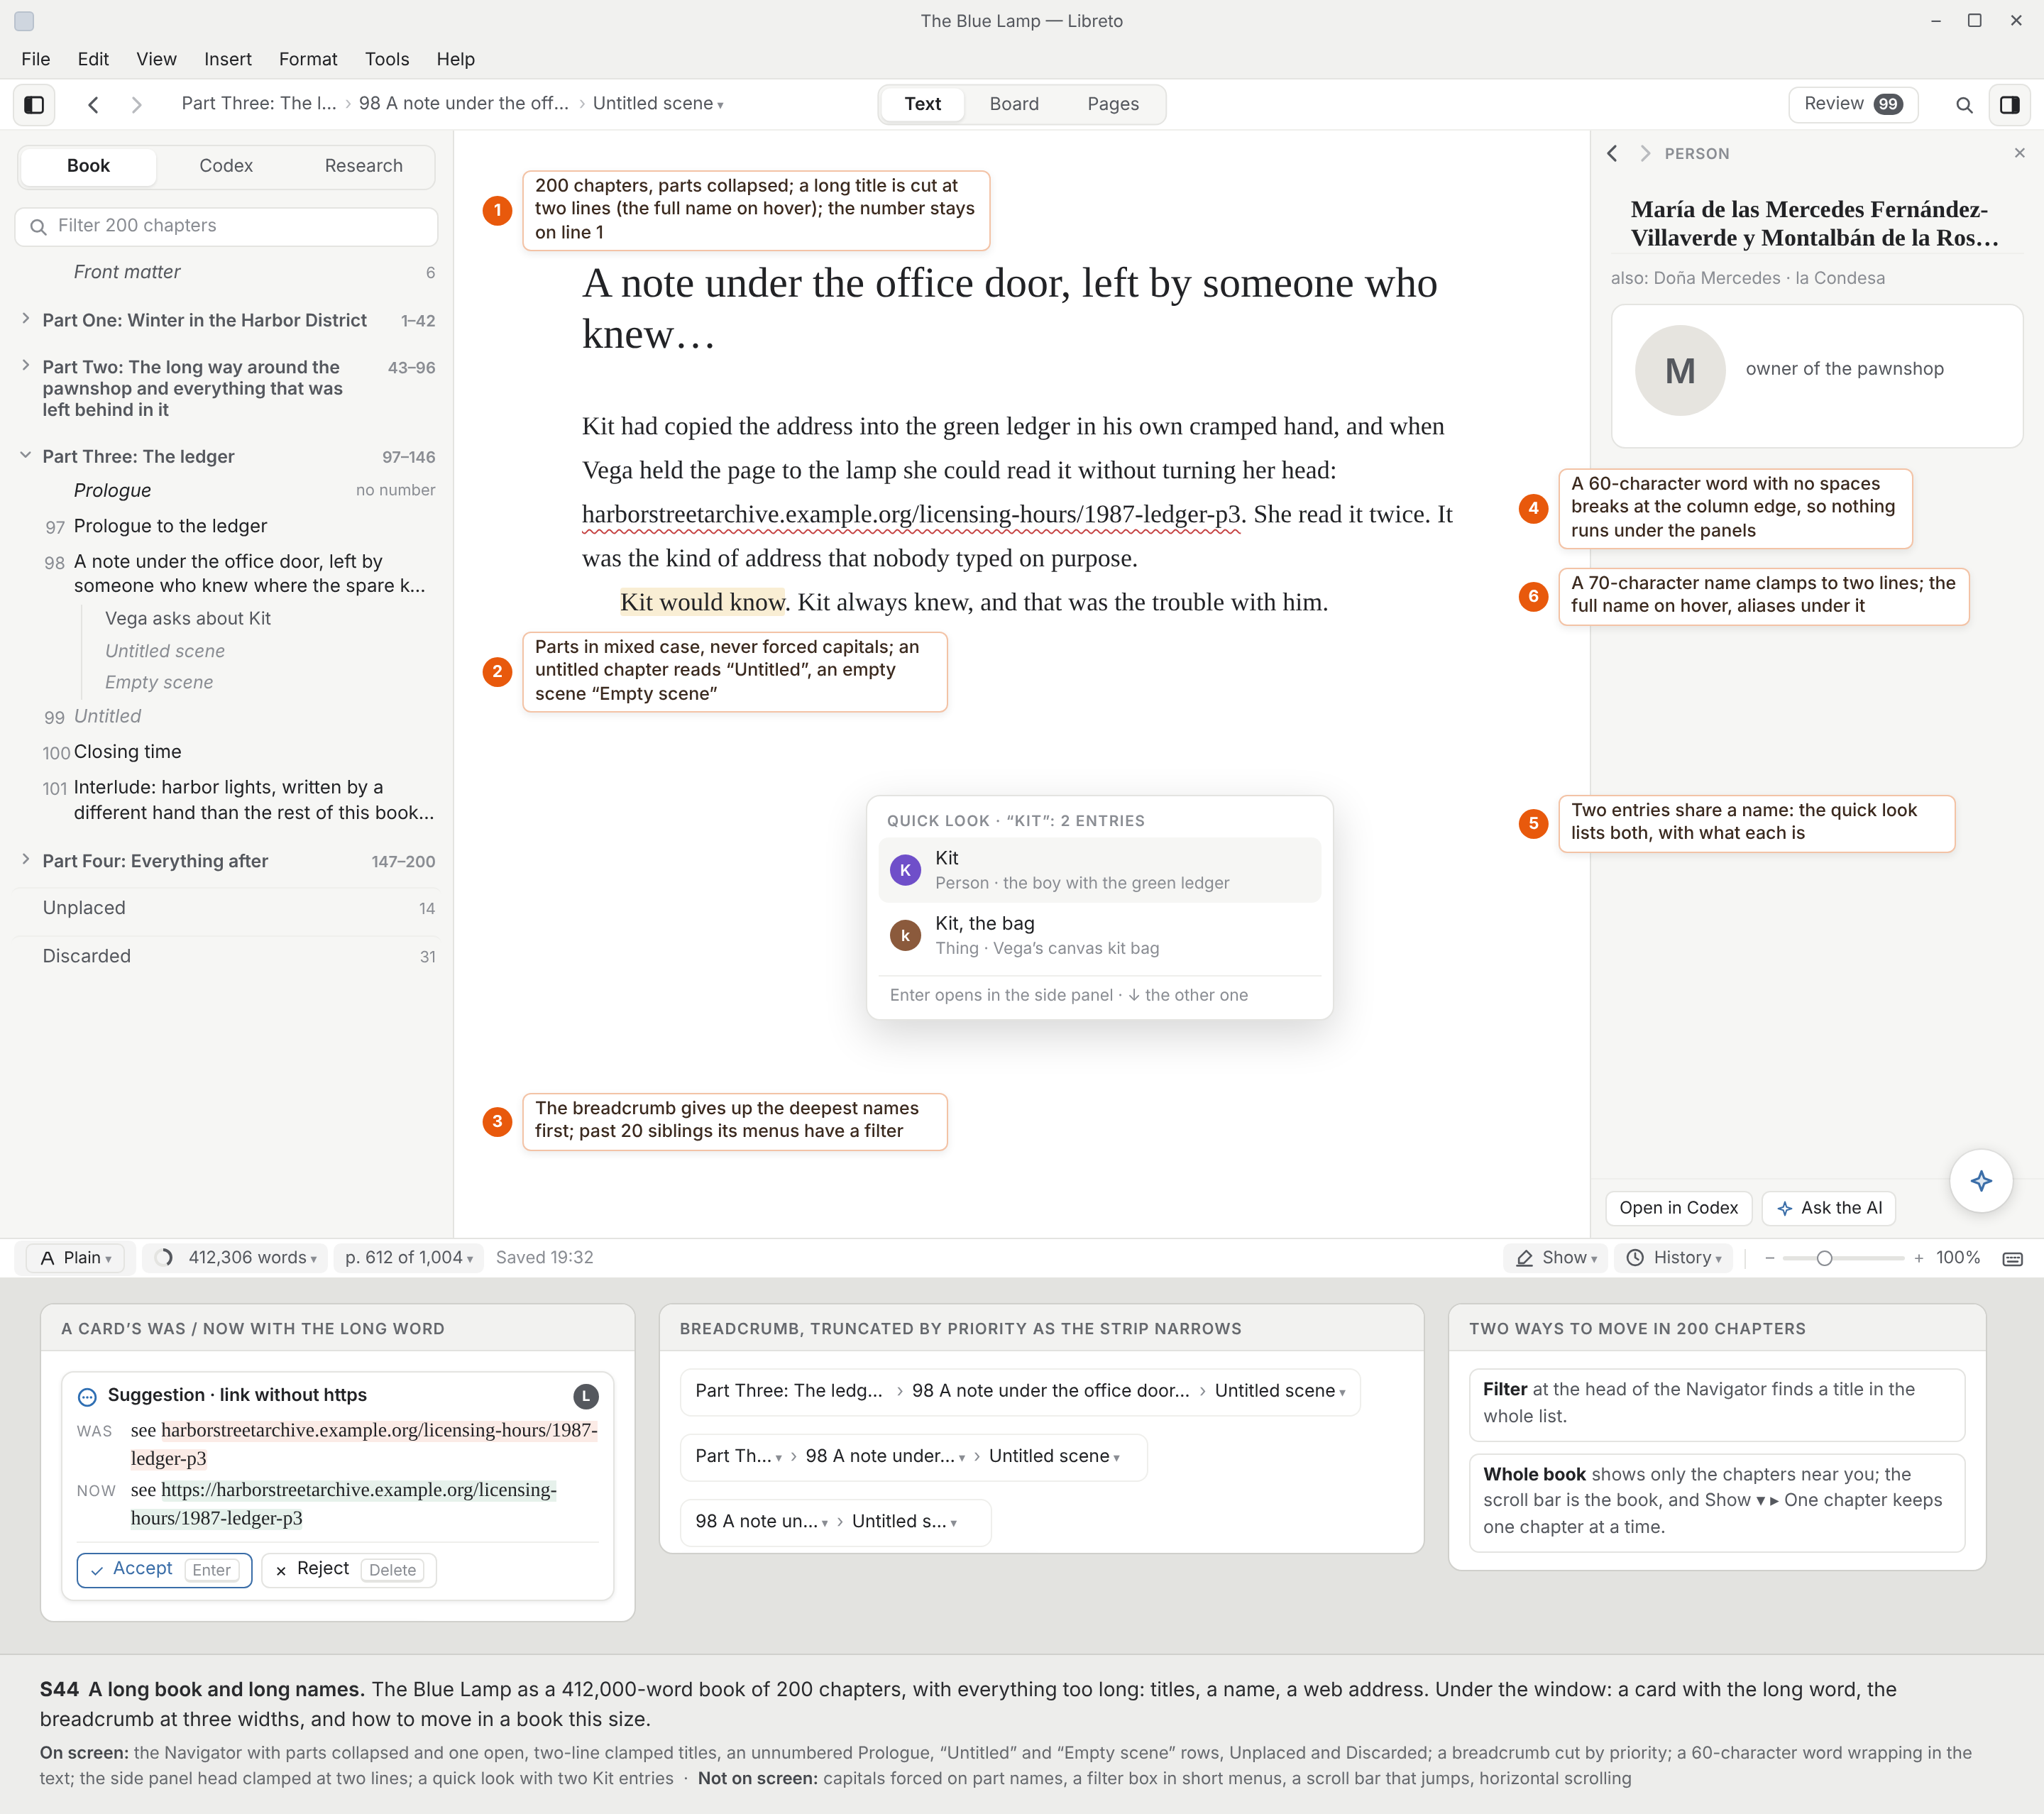 The Blue Lamp — Libreto
File Edit View Insert Format Tools Help
Part Three: The l… › 98 A note under the off… › Untitled scene ▾
Text Board Pages
Review 99
Book Codex Research
Filter 200 chapters
Front matter 6
Part One: Winter in the Harbor District 1–42
Part Two: The long way around the 43–96
pawnshop and everything that was
left behind in it
Part Three: The ledger 97–146
Prologue no number
97 Prologue to the ledger
98 A note under the office door, left by
someone who knew where the spare k…
Vega asks about Kit
Untitled scene
Empty scene
99 Untitled
100 Closing time
101 Interlude: harbor lights, written by a
different hand than the rest of this book…
Part Four: Everything after 147–200
Unplaced 14
Discarded 31
1
200 chapters, parts collapsed; a long title is cut at
two lines (the full name on hover); the number stays
on line 1
A note under the office door, left by someone who
knew…
Kit had copied the address into the green ledger in his own cramped hand, and when
Vega held the page to the lamp she could read it without turning her head:
harborstreetarchive.example.org/licensing-hours/1987-ledger-p3. She read it twice. It
was the kind of address that nobody typed on purpose.
Kit would know. Kit always knew, and that was the trouble with him.
2
Parts in mixed case, never forced capitals; an
untitled chapter reads “Untitled”, an empty
scene “Empty scene”
QUICK LOOK · “KIT”: 2 ENTRIES
K
Kit
Person · the boy with the green ledger
k
Kit, the bag
Thing · Vega’s canvas kit bag
Enter opens in the side panel · ↓ the other one
3
The breadcrumb gives up the deepest names
first; past 20 siblings its menus have a filter
PERSON
María de las Mercedes Fernández-
Villaverde y Montalbán de la Ros…
also: Doña Mercedes · la Condesa
M
owner of the pawnshop
4
A 60-character word with no spaces
breaks at the column edge, so nothing
runs under the panels
6
A 70-character name clamps to two lines; the
full name on hover, aliases under it
5
Two entries share a name: the quick look
lists both, with what each is
Open in Codex Ask the AI
A Plain ▾ 412,306 words ▾ p. 612 of 1,004 ▾ Saved 19:32
Show ▾ History ▾ − + 100%
A CARD’S WAS / NOW WITH THE LONG WORD
Suggestion · link without https L
WAS see harborstreetarchive.example.org/licensing-hours/1987-
ledger-p3
NOW see https://harborstreetarchive.example.org/licensing-
hours/1987-ledger-p3
Accept Enter Reject Delete
BREADCRUMB, TRUNCATED BY PRIORITY AS THE STRIP NARROWS
Part Three: The ledg… › 98 A note under the office door… › Untitled scene ▾
Part Th… ▾ › 98 A note under… ▾ › Untitled scene ▾
98 A note un… ▾ › Untitled s… ▾
TWO WAYS TO MOVE IN 200 CHAPTERS
Filter at the head of the Navigator finds a title in the
whole list.
Whole book shows only the chapters near you; the
scroll bar is the book, and Show ▾ ▸ One chapter keeps
one chapter at a time.
S44 A long book and long names. The Blue Lamp as a 412,000-word book of 200 chapters, with everything too long: titles, a name, a web address. Under the window: a card with the long word, the
breadcrumb at three widths, and how to move in a book this size.
On screen: the Navigator with parts collapsed and one open, two-line clamped titles, an unnumbered Prologue, “Untitled” and “Empty scene” rows, Unplaced and Discarded; a breadcrumb cut by priority; a 60-character word wrapping in the
text; the side panel head clamped at two lines; a quick look with two Kit entries · Not on screen: capitals forced on part names, a filter box in short menus, a scroll bar that jumps, horizontal scrolling